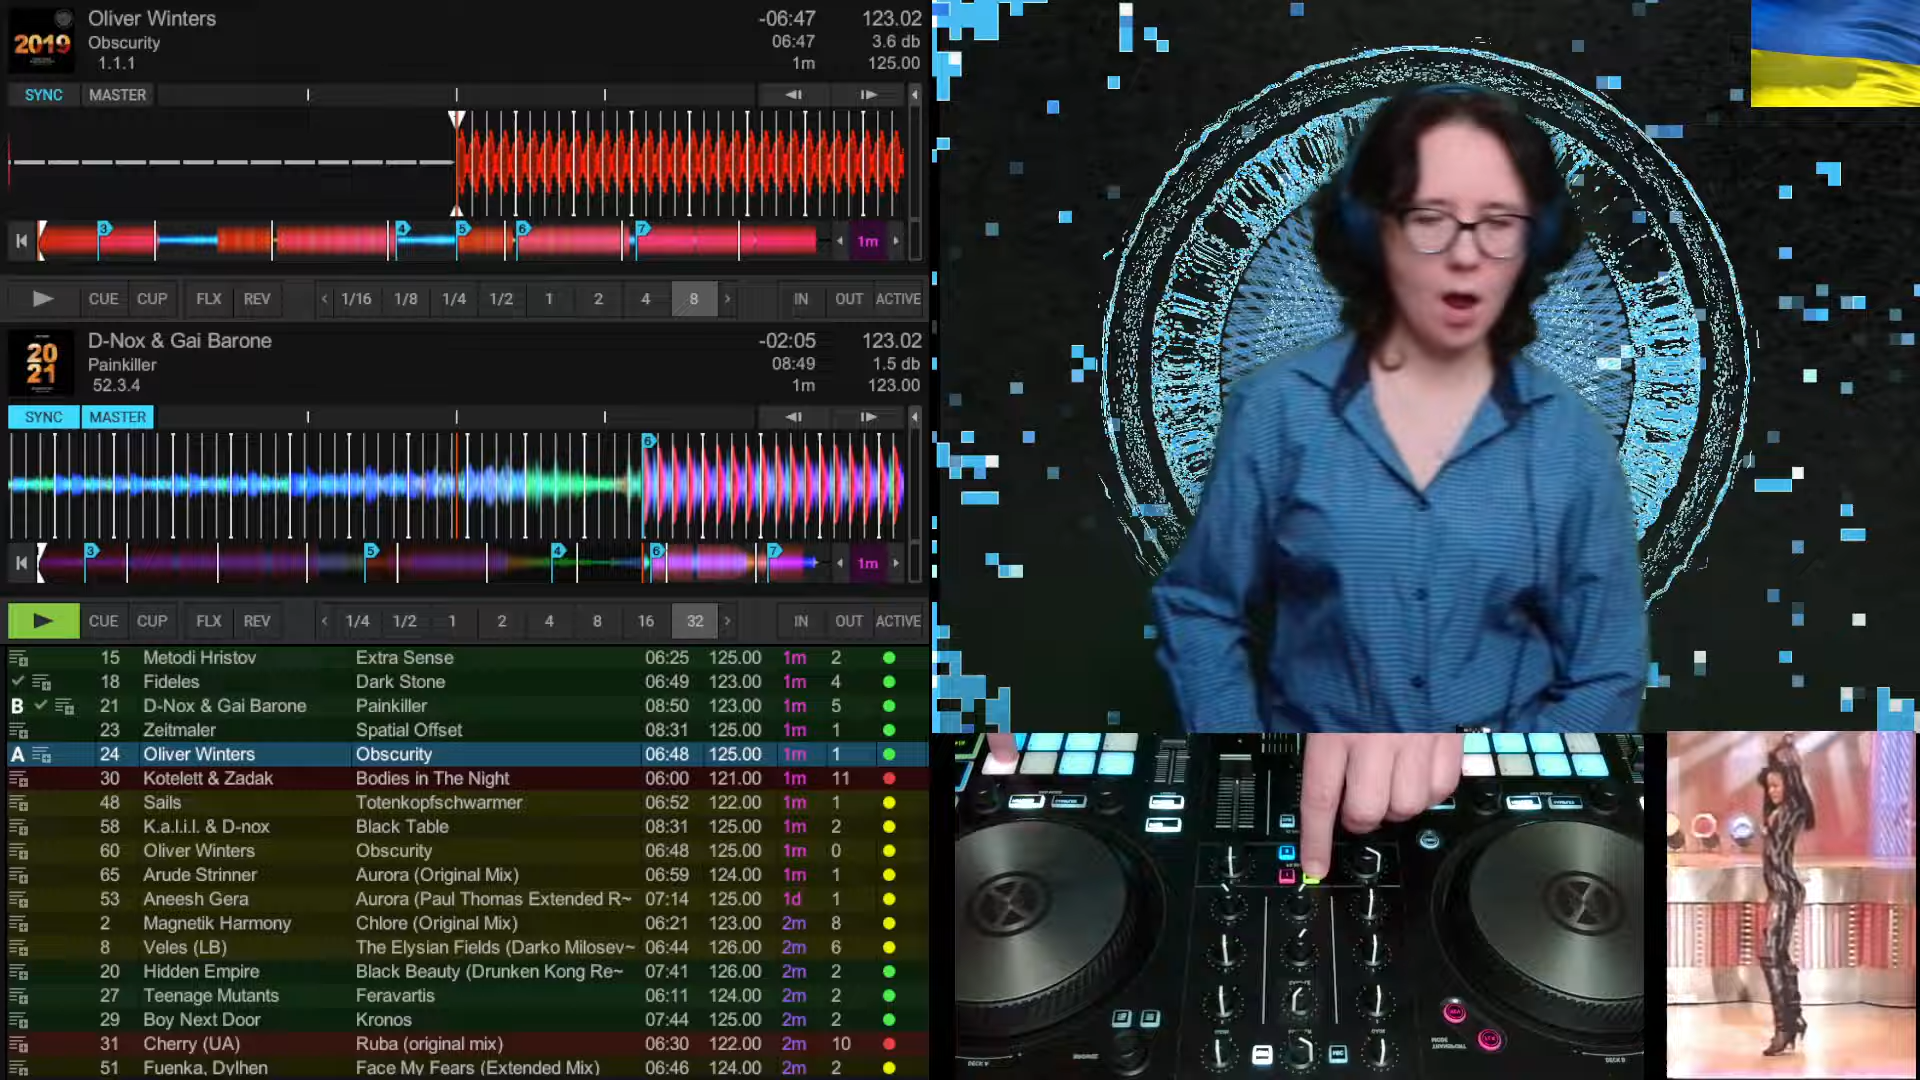 2019
Oliver Winters -06:47 123.02
Obscurity 06:47 3.6 db
1.1.1 1m 125.00
SYNC MASTER
3 4 5 6 7 1m
CUE CUP FLX REV 1/16 1/8 1/4 1/2 1 2 4 8 IN OUT ACTIVE
20
21
D-Nox & Gai Barone -02:05 123.02
Painkiller 08:49 1.5 db
52.3.4 1m 123.00
SYNC MASTER
6
3 5 4 6 7 1m
CUE CUP FLX REV 1/4 1/2 1 2 4 8 16 32 IN OUT ACTIVE
15 Metodi Hristov Extra Sense 06:25 125.00 1m 2
18 Fideles Dark Stone 06:49 123.00 1m 4
B 21 D-Nox & Gai Barone Painkiller 08:50 123.00 1m 5
23 Zeitmaler Spatial Offset 08:31 125.00 1m 1
A 24 Oliver Winters Obscurity 06:48 125.00 1m 1
30 Kotelett & Zadak Bodies in The Night 06:00 121.00 1m 11
48 Sails Totenkopfschwarmer 06:52 122.00 1m 1
58 K.a.l.i.l. & D-nox Black Table 08:31 125.00 1m 2
60 Oliver Winters Obscurity 06:48 125.00 1m 0
65 Arude Strinner Aurora (Original Mix) 06:59 124.00 1m 1
53 Aneesh Gera Aurora (Paul Thomas Extended R~ 07:14 125.00 1d 1
2 Magnetik Harmony Chlore (Original Mix) 06:21 123.00 2m 8
8 Veles (LB) The Elysian Fields (Darko Milosev~ 06:44 126.00 2m 6
20 Hidden Empire Black Beauty (Drunken Kong Re~ 07:41 126.00 2m 2
27 Teenage Mutants Feravartis 06:11 124.00 2m 2
29 Boy Next Door Kronos 07:44 125.00 2m 2
31 Cherry (UA) Ruba (original mix) 06:30 122.00 2m 10
51 Fuenka, Dylhen Face My Fears (Extended Mix) 06:46 124.00 2m 2